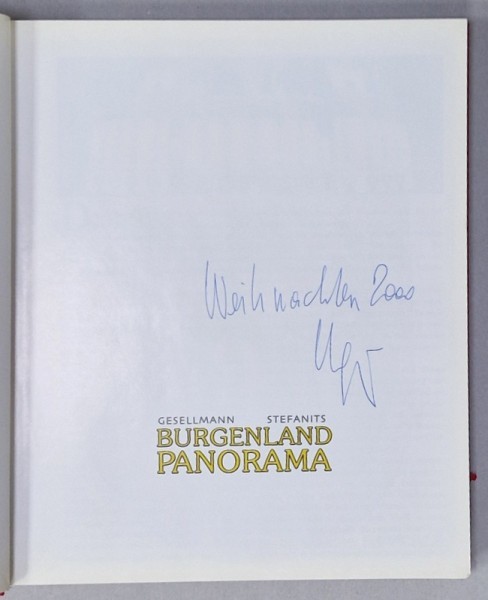 Weihnachten 2000
GESELLMANN STEFANITS
BURGENLAND
PANORAMA